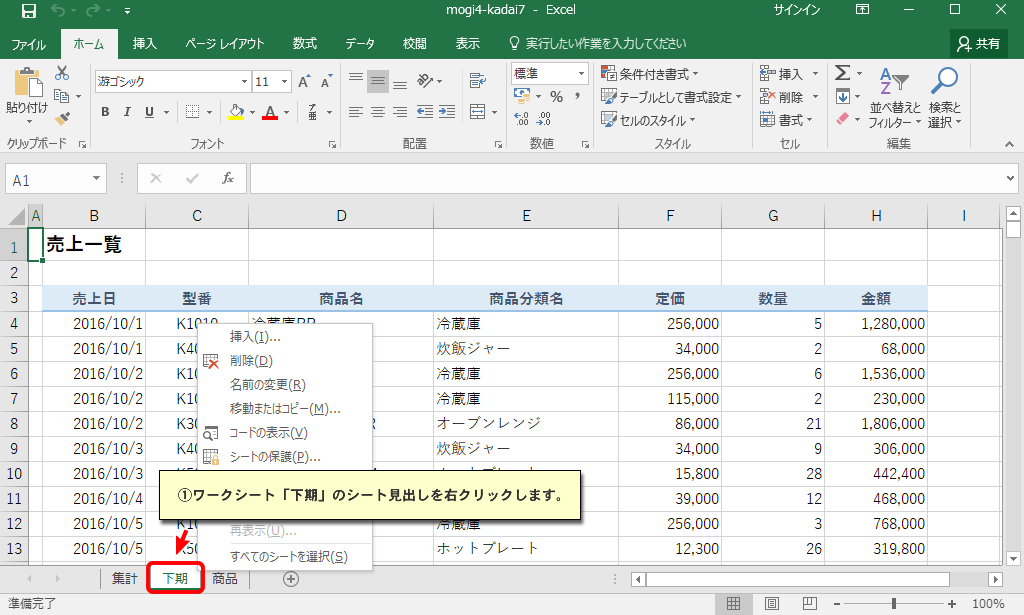 mogi4-kadai7 - Excel
サインイン
ファイル ホーム 挿入 ページ レイアウト 数式 データ 校閲 表示 実行したい作業を入力してください 共有
貼り付け
游ゴシック 11
B I U
標準
条件付き書式
テーブルとして書式設定
セルのスタイル
挿入
削除
書式
並べ替えと
フィルター
検索と
選択
クリップボード フォント 配置 数値 スタイル セル 編集
A1 fx
A B C D E F G H I
1 売上一覧
2
3 売上日 型番 商品名 商品分類名 定価 数量 金額
4 2016/10/1 K1010 冷蔵庫 256,000 5 1,280,000
5 2016/10/1 炊飯ジャー 34,000 2 68,000
6 2016/10/2 冷蔵庫 256,000 6 1,536,000
7 2016/10/2 冷蔵庫 115,000 2 230,000
8 2016/10/2 オーブンレンジ 86,000 21 1,806,000
9 2016/10/3 炊飯ジャー 34,000 9 306,000
10 2016/10/3 15,800 28 442,400
11 2016/10/4 39,000 12 468,000
12 2016/10/5 冷蔵庫 256,000 3 768,000
13 2016/10/5 ホットプレート 12,300 26 319,800
挿入(I)...
削除(D)
名前の変更(R)
移動またはコピー(M)...
コードの表示(V)
シートの保護(P)...
①ワークシート「下期」のシート見出しを右クリックします。
再表示(U)...
すべてのシートを選択(S)
集計 下期 商品
準備完了 100%